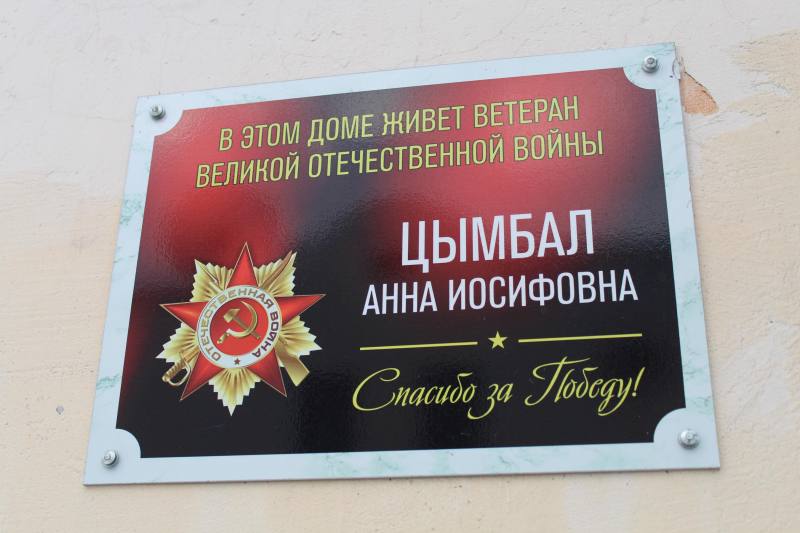 В ЭТОМ ДОМЕ ЖИВЕТ ВЕТЕРАН
ВЕЛИКОЙ ОТЕЧЕСТВЕННОЙ ВОЙНЫ
ЦЫМБАЛ
АННА ИОСИФОВНА
ОТЕЧЕСТВЕННАЯ ВОЙНА
Спасибо за Победу!